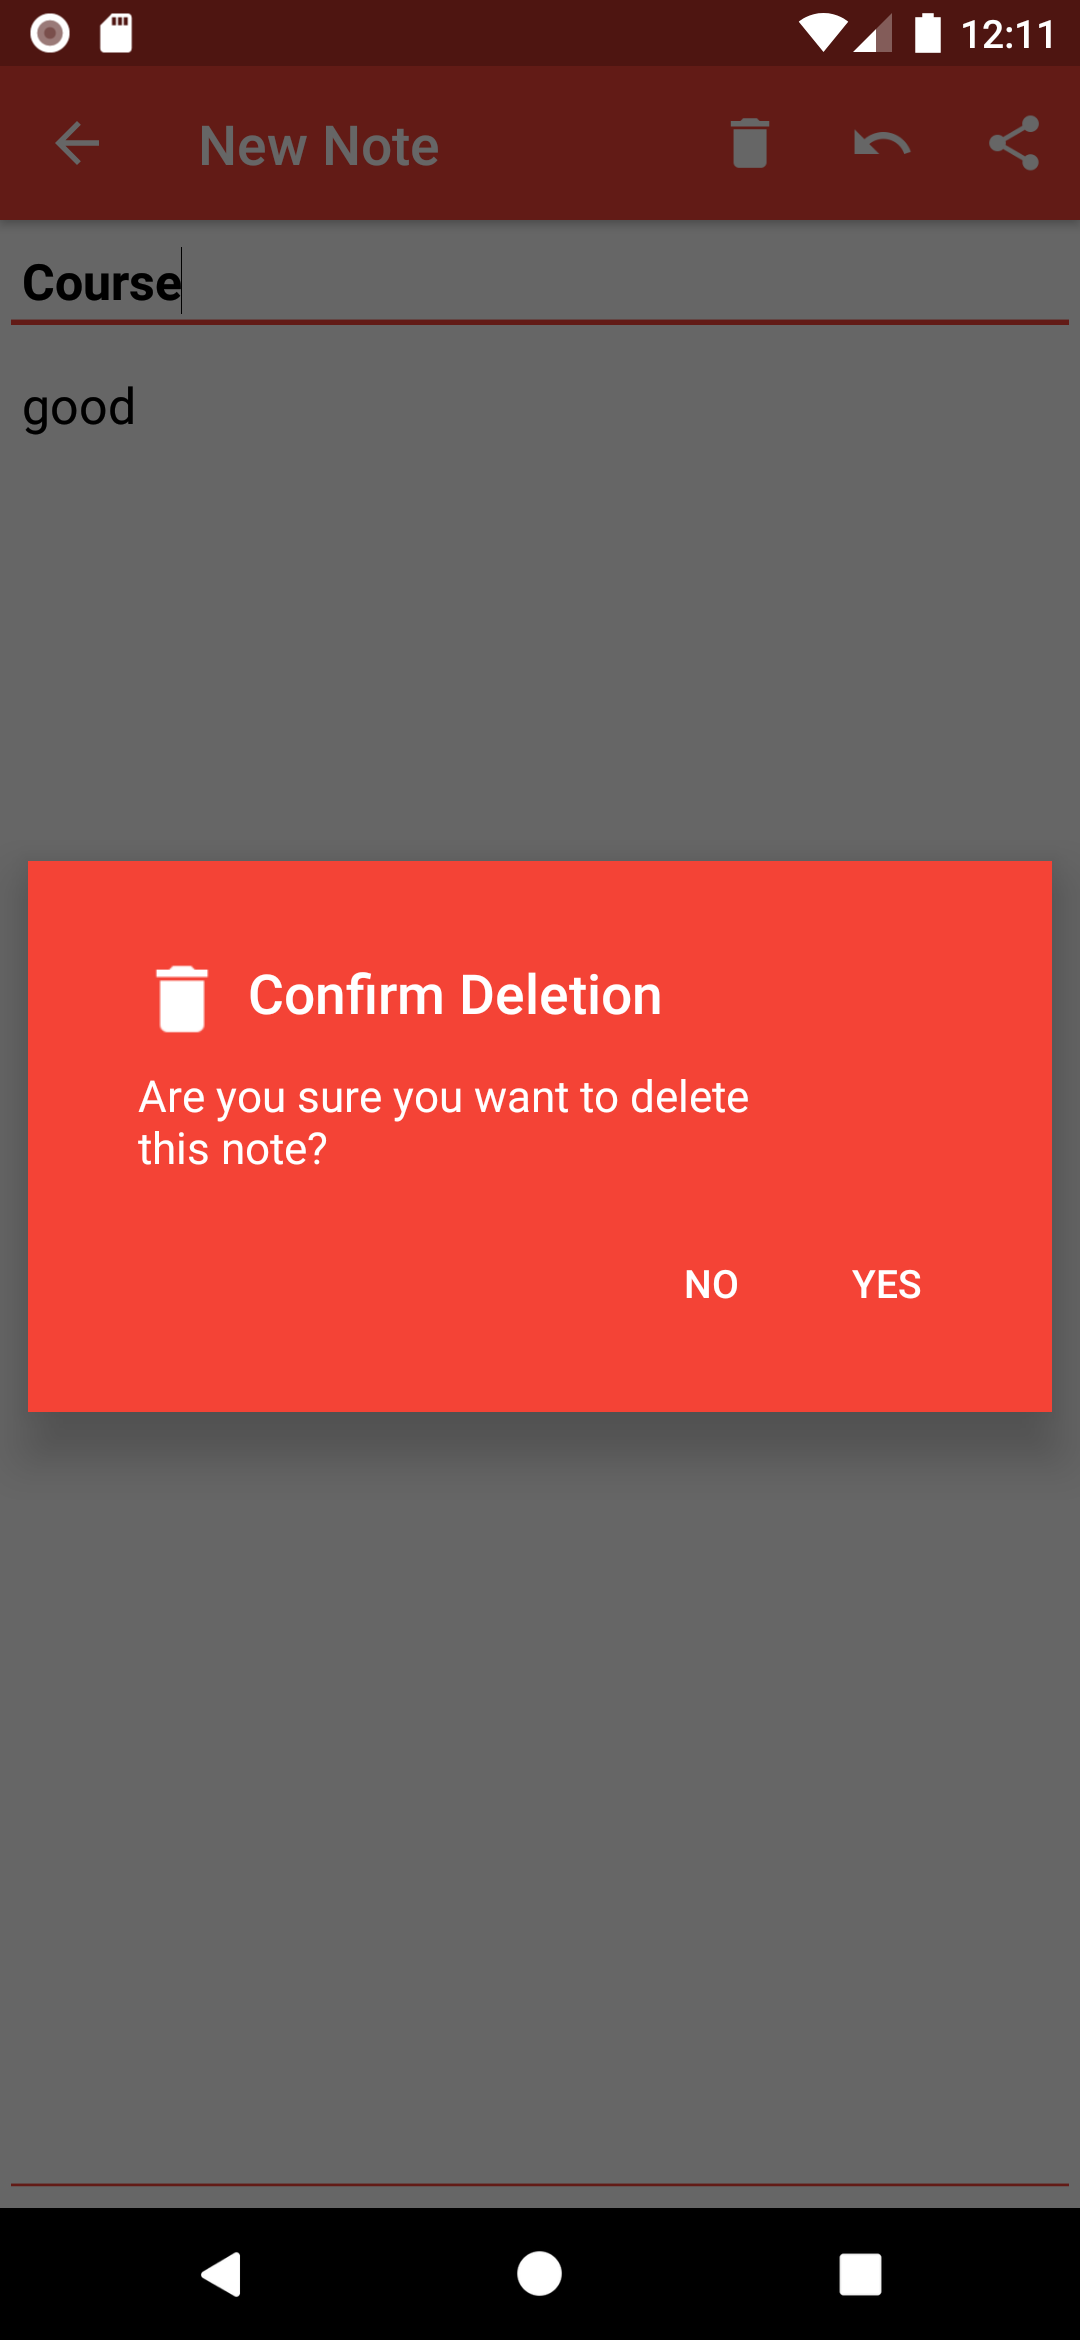 12:11
New Note
Course
good
Confirm Deletion
Are you sure you want to delete
this note?
NO YES